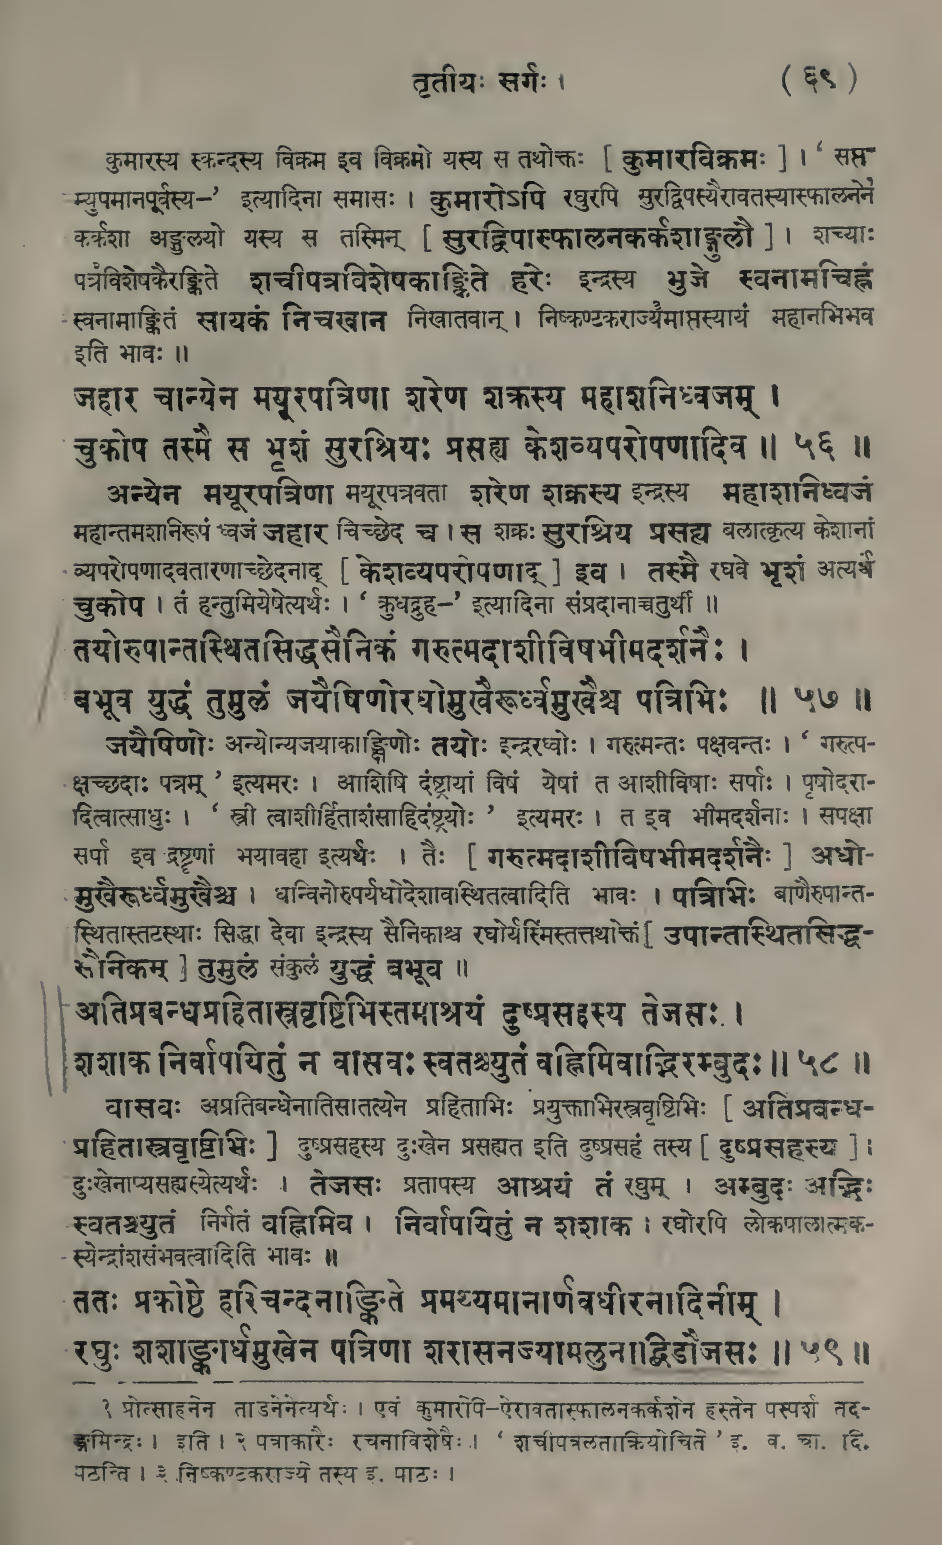 तृतीयः सर्गः । ( ६९ )
कुमारस्य स्कन्दस्य विक्रम इव विक्रमो यस्य स तथोक्तः [ कुमारविक्रमः ] । ‘ सप्त-
म्युपमानपूर्वस्य–’ इत्यादिना समासः । कुमारोऽपि रघुरपि सुरद्विपस्यैरावतस्यास्फालनेन
कर्कशा अङ्गुलयो यस्य स तस्मिन् [ सुरद्विपास्फालनकर्कशाङ्गुलौ ] । शच्याः
पत्रविशेषकैरङ्किते शचीपत्रविशेषकाङ्किते हरेः इन्द्रस्य भुजे स्वनामचिह्नं
स्वनामाङ्कितं सायकं निचखान निखातवान् । निष्कण्टकराज्यमाप्तस्यायं महानभिभव
इति भावः ॥
जहार चान्येन मयूरपत्रिणा शरेण शक्रस्य महाशनिध्वजम् ।
चुकोप तस्मै स भृशं सुरश्रियः प्रसह्य केशव्यपरोपणादिव ॥ ५६ ॥
अन्येन मयूरपत्रिणा मयूरपत्रवता शरेण शक्रस्य इन्द्रस्य महाशनिध्वजं
महान्तमशनिरूपं ध्वजं जहार चिच्छेद च । स शक्रः सुरश्रिय प्रसह्य बलात्कृत्य केशानां
व्यपरोपणादवतारणाच्छेदनाद् [ केशव्यपरोपणाद् ] इव । तस्मै रघवे भृशं अत्यर्थं
चुकोप । तं हन्तुमियेषेत्यर्थः । ‘ क्रुधद्रुह–’ इत्यादिना संप्रदानाच्चतुर्थी ॥
तयोरुपान्तस्थितसिद्धसैनिकं गरुत्मदाशीविषभीमदर्शनैः ।
बभूव युद्धं तुमुलं जयैषिणोरधोमुखैरूर्ध्वमुखैश्च पत्रिभिः ॥ ५७ ॥
जयैषिणोः अन्योन्यजयाकाङ्क्षिणोः तयोः इन्द्ररघ्वोः । गरुत्मन्तः पक्षवन्तः । ‘ गरुत्प-
क्षच्छदाः पत्रम् ’ इत्यमरः । आशिषि दंष्ट्रायां विषं येषां त आशीविषाः सर्पाः । पृषोदरा-
दित्वात्साधुः । ‘ स्त्री त्वाशीर्हिताशंसाहिदंष्ट्रयोः ’ इत्यमरः । त इव भीमदर्शनाः । सपक्षा
सर्पा इव द्रष्टॄणां भयावहा इत्यर्थः । तैः [ गरुत्मदाशीविषभीमदर्शनैः ] अधो-
मुखैरूर्ध्वमुखैश्च । धन्विनोरुपर्यधोदेशावस्थितत्वादिति भावः । पत्रिभिः बाणैरुपान्त-
स्थितास्तटस्थाः सिद्धा देवा इन्द्रस्य सैनिकाश्च रघोर्यस्मिंस्तत्तथोक्तं [ उपान्तस्थितसिद्ध-
सैनिकम् ] तुमुलं संकुलं युद्धं बभूव ॥
अतिप्रबन्धप्रहितास्त्रवृष्टिभिस्तमाश्रयं दुष्प्रसहस्य तेजसः ।
शशाक निर्वापयितुं न वासवः स्वतश्च्युतं वह्निमिवाद्भिरम्बुदः ॥ ५८ ॥
वासवः अप्रतिबन्धेनातिसातत्येन प्रहिताभिः प्रयुक्ताभिरस्त्रवृष्टिभिः [ अतिप्रबन्ध-
प्रहितास्त्रवृष्टिभिः ] दुष्प्रसहस्य दुःखेन प्रसह्यत इति दुष्प्रसहं तस्य [ दुष्प्रसहस्य ] ।
दुःखेनाप्यसह्यस्येत्यर्थः । तेजसः प्रतापस्य आश्रयं तं रघुम् । अम्बुदः अद्भिः
स्वतश्च्युतं निर्गतं वह्निमिव । निर्वापयितुं न शशाक । रघोरपि लोकपालात्मक-
स्येन्द्रांशसंभवत्वादिति भावः ॥
ततः प्रकोष्ठे हरिचन्दनाङ्किते प्रमथ्यमानार्णवधीरनादिनीम् ।
रघुः शशाङ्कार्धमुखेन पत्रिणा शरासनज्यामलुनाद्विडौजसः ॥ ५९ ॥
१ प्रोत्साहनेन ताडनेनेत्यर्थः । एवं कुमारोपि–ऐरावतास्फालनकर्कशेन हस्तेन पस्पर्श तद-
ङ्गमिन्द्रः । इति । २ पत्राकारैः रचनाविशेषैः । ‘ शचीपत्रलताक्रियोचिते ’ इ. व. चा. दि.
पठन्ति । ३ निष्कण्टकराज्ये तस्य इ. पाठः ।